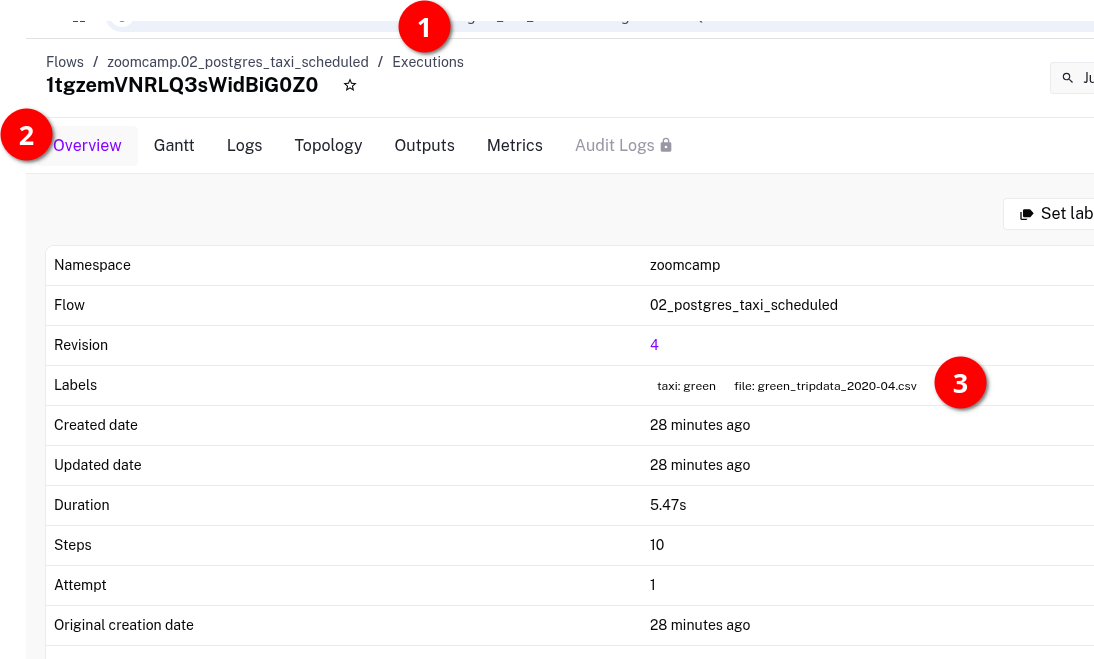 1
Flows / zoomcamp.02_postgres_taxi_scheduled / Executions
1tgzemVNRLQ3sWidBiG0Z0
2 Overview Gantt Logs Topology Outputs Metrics Audit Logs
Set lab
Namespace zoomcamp
Flow 02_postgres_taxi_scheduled
Revision 4
Labels taxi: green file: green_tripdata_2020-04.csv 3
Created date 28 minutes ago
Updated date 28 minutes ago
Duration 5.47s
Steps 10
Attempt 1
Original creation date 28 minutes ago